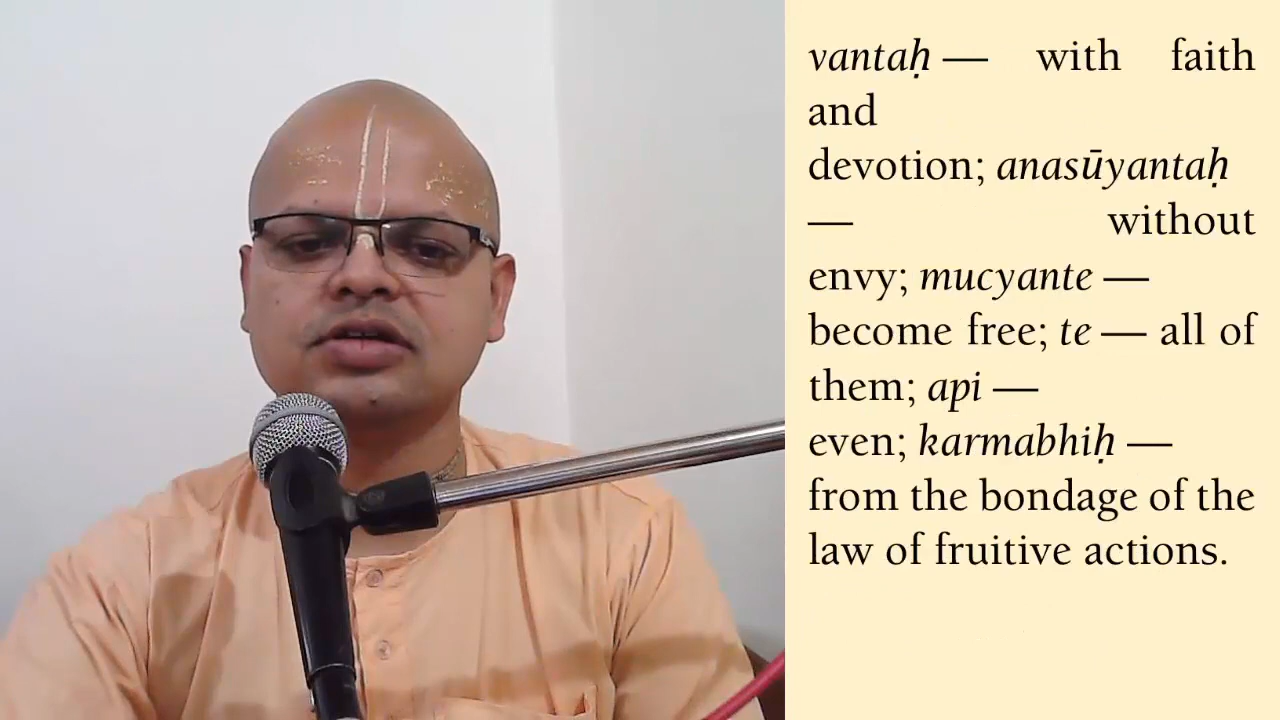 vantaḥ — with faith
and
devotion; anasūyantaḥ
— without
envy; mucyante —
become free; te — all of
them; api —
even; karmabhiḥ —
from the bondage of the
law of fruitive actions.